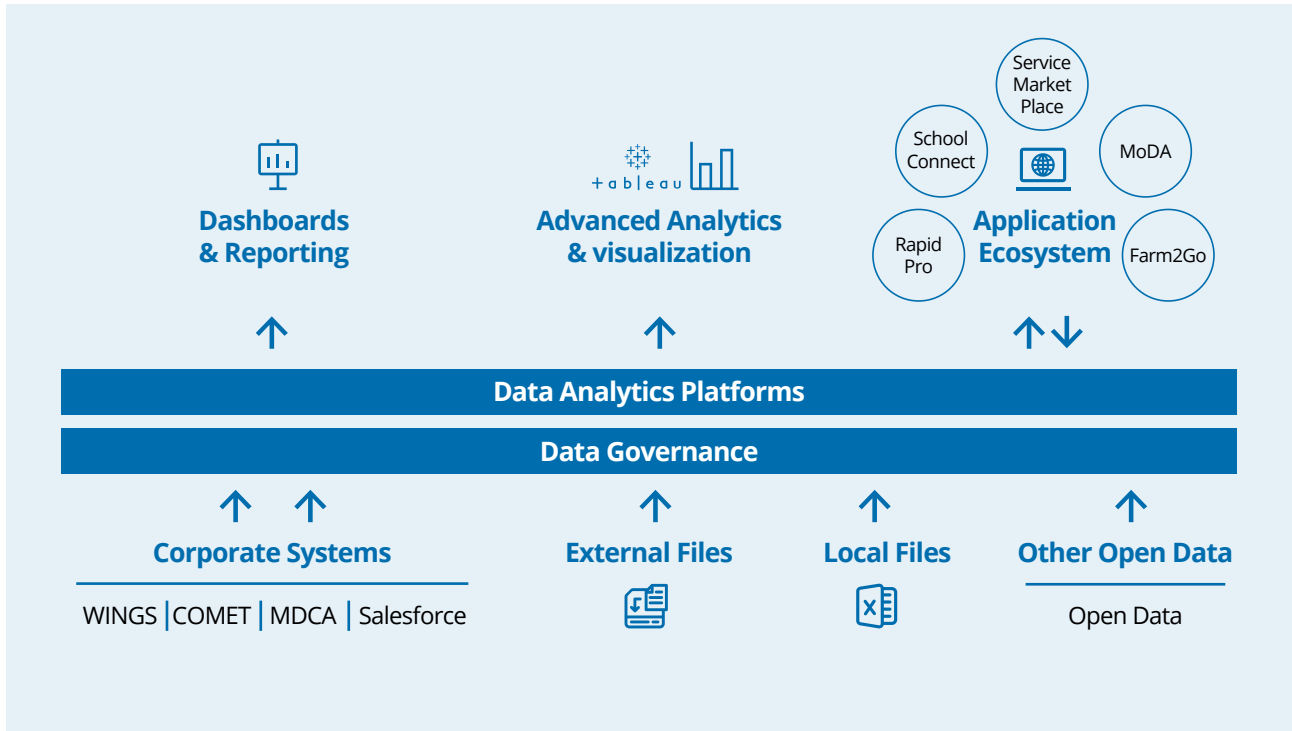 Service
Market
Place
School
Connect
MoDA
+ableau
Dashboards
& Reporting
Advanced Analytics
& visualization
Application
Ecosystem
Rapid
Pro
Farm2Go
Data Analytics Platforms
Data Governance
Corporate Systems
External Files
Local Files
Other Open Data
WINGS | COMET | MDCA | Salesforce
X
Open Data